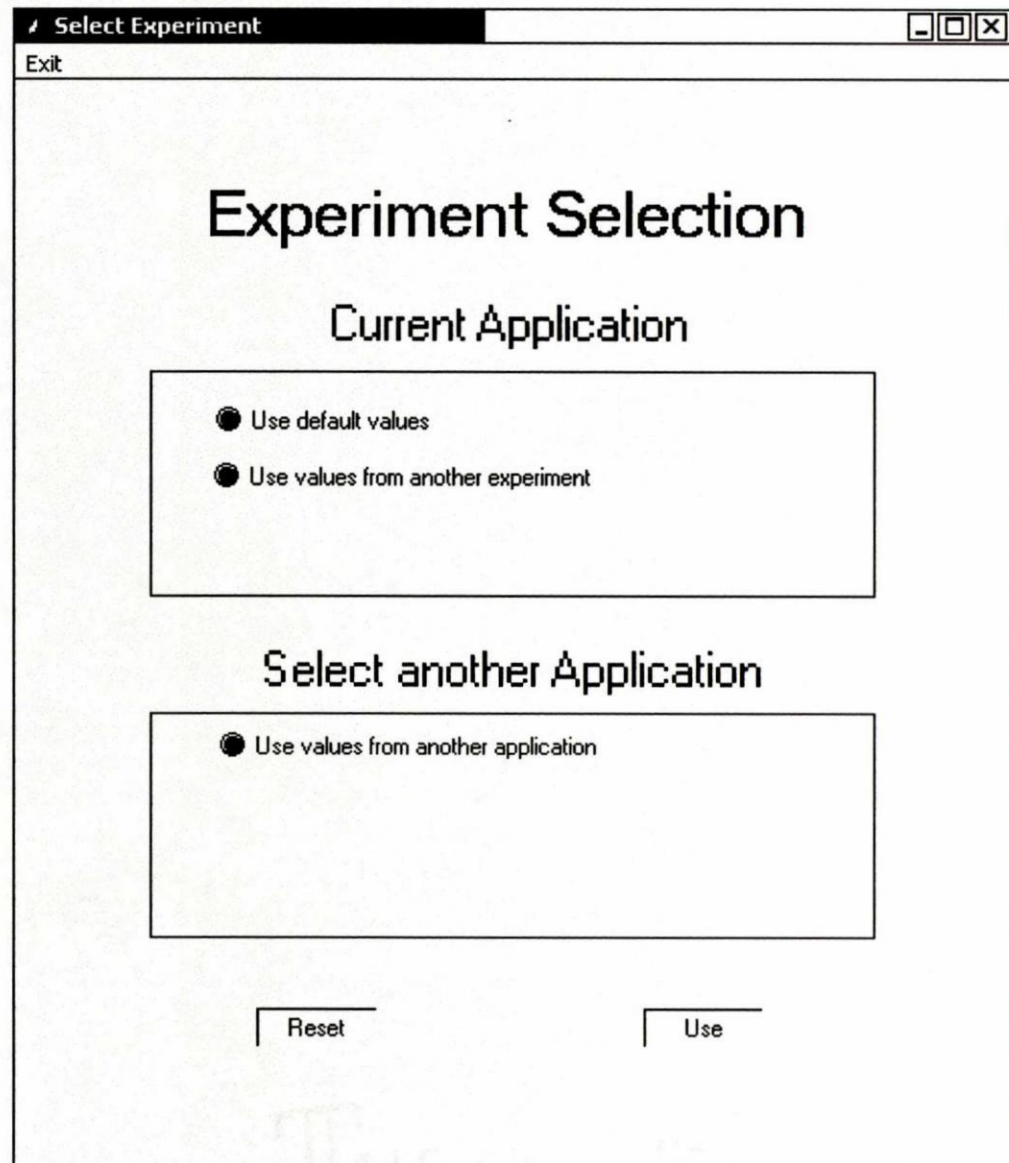 Select Experiment
Exit
Experiment Selection
Current Application
Use default values
Use values from another experiment
Select another Application
Use values from another application
Reset
Use